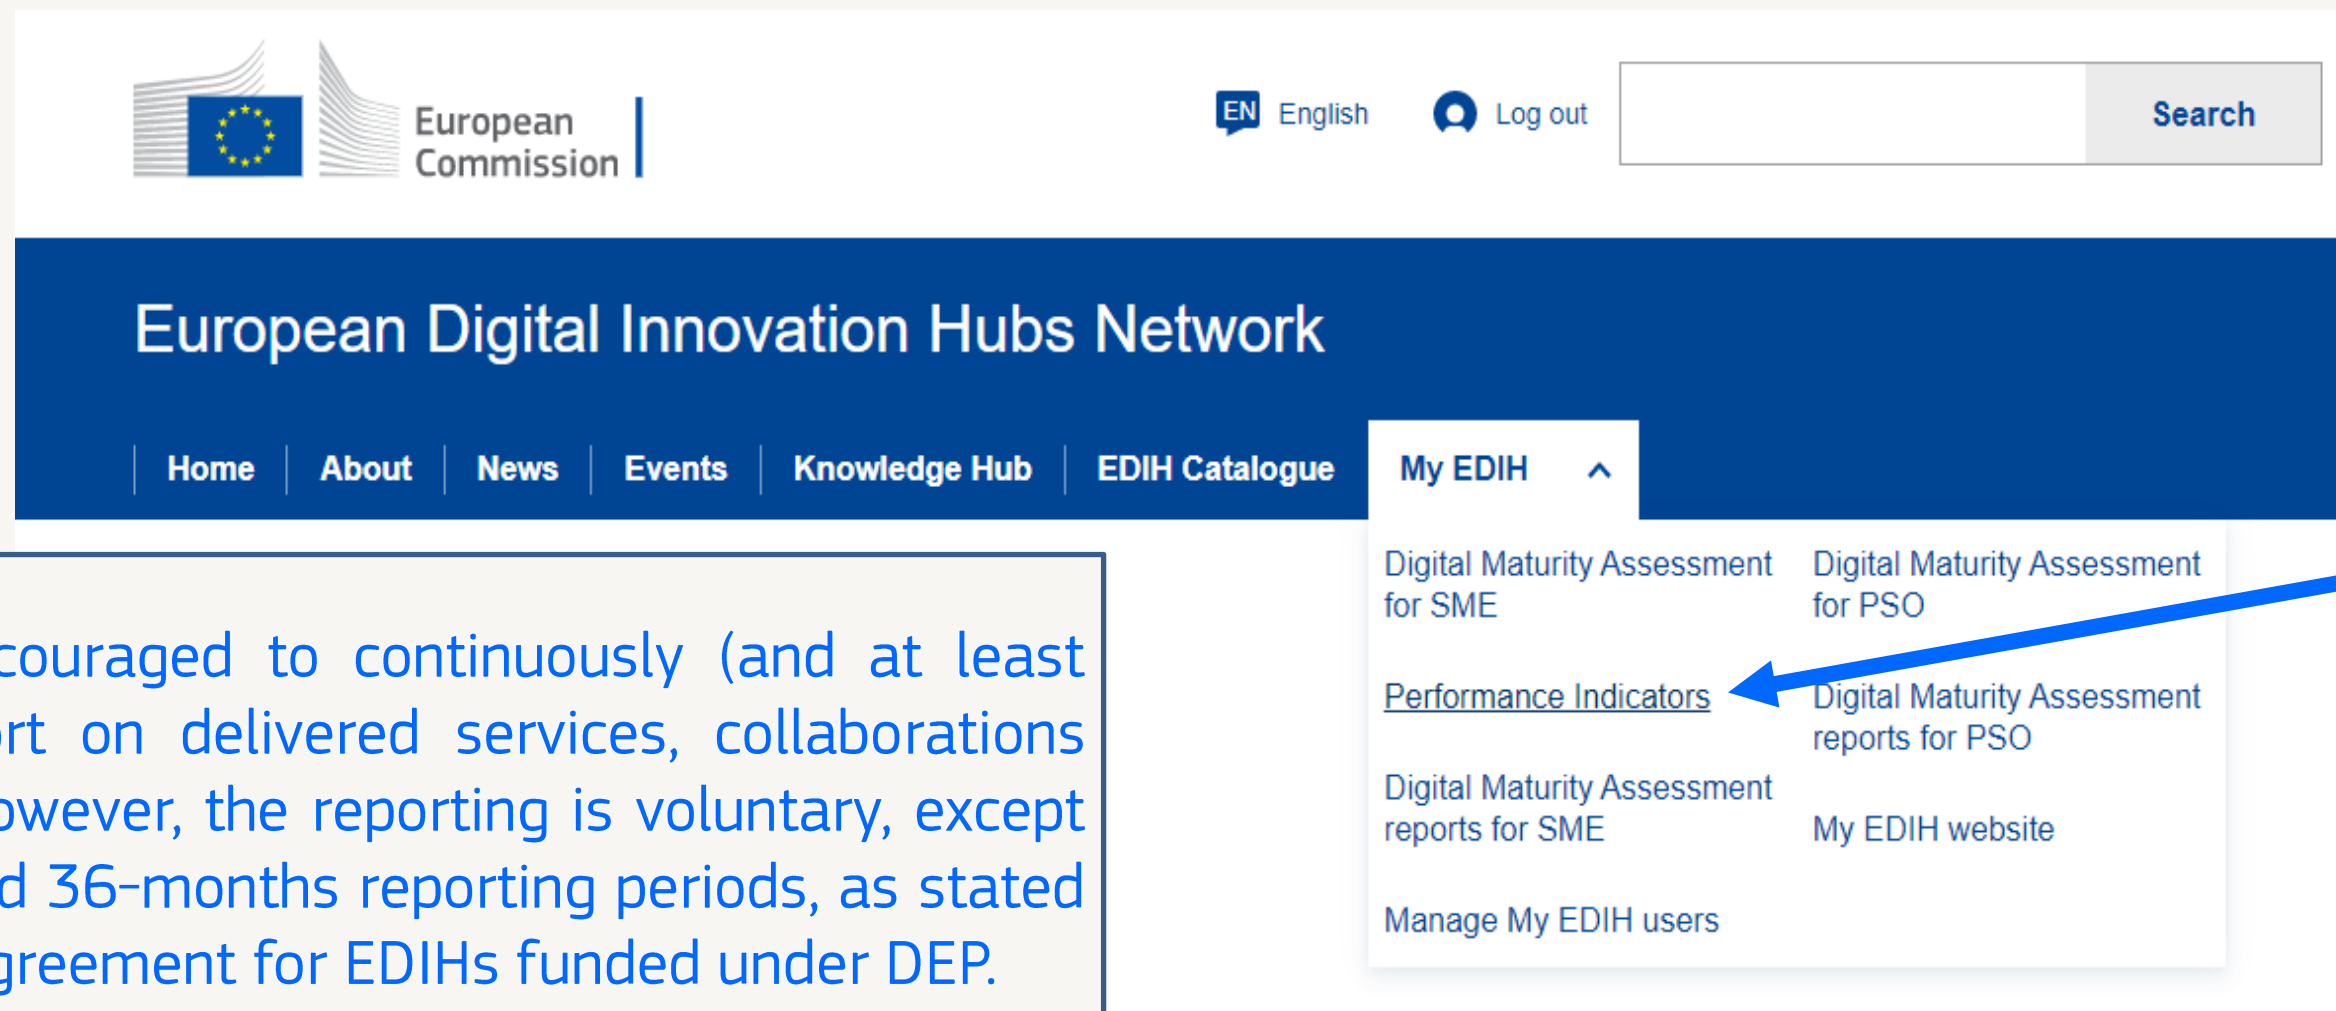 European
Commission
EN English
Log out
Search
European Digital Innovation Hubs Network
Home
About
News
Events
Knowledge Hub
EDIH Catalogue
My EDIH
Digital Maturity Assessment
for SME
Performance Indicators
Digital Maturity Assessment
reports for SME
Manage My EDIH users
Digital Maturity Assessment
for PSO
Digital Maturity Assessment
reports for PSO
My EDIH website
couraged to continuously (and at least
rt on delivered services, collaborations
owever, the reporting is voluntary, except
d 36-months reporting periods, as stated
greement for EDIHs funded under DEP.